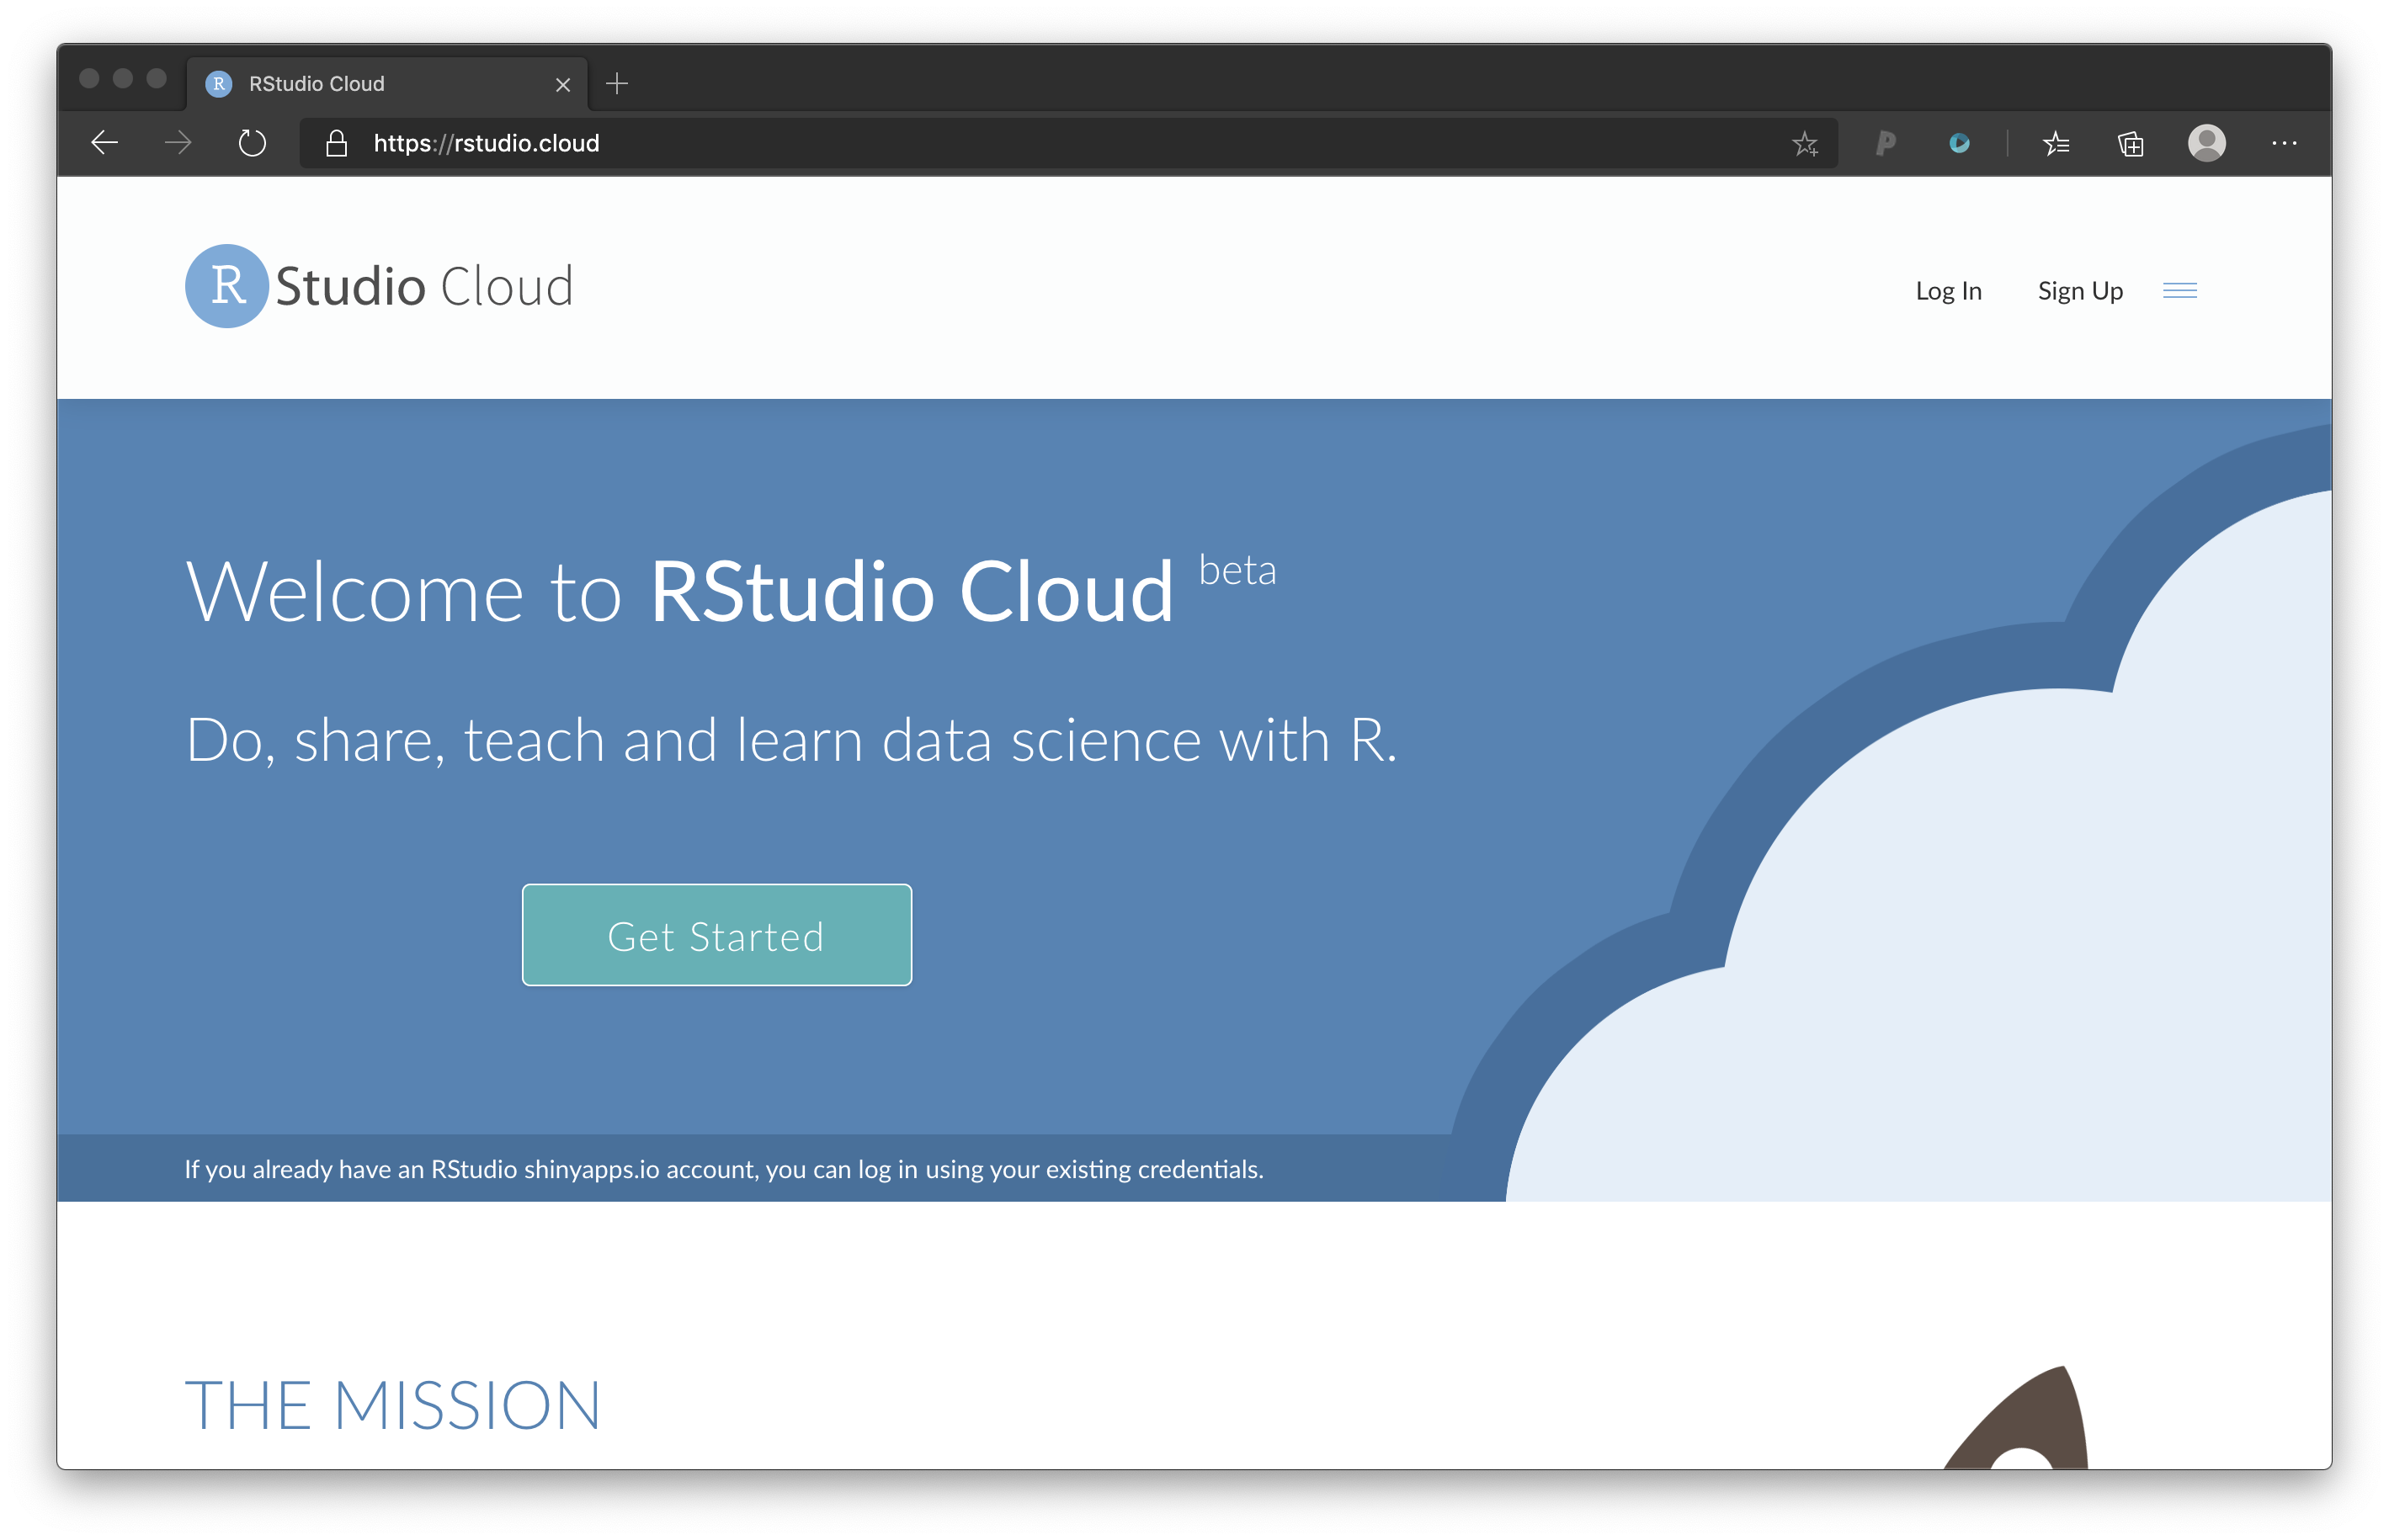 R RStudio Cloud
https://rstudio.cloud
P
R Studio Cloud
Log In Sign Up
Welcome to RStudio Cloud beta
Do, share, teach and learn data science with R.
Get Started
If you already have an RStudio shinyapps.io account, you can log in using your existing credentials.
THE MISSION